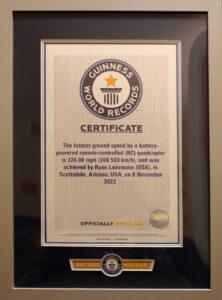 GUINNESS
WORLD RECORDS
CERTIFICATE
The fastest ground speed by a battery-
powered remote-controlled (RC) quadcopter
is 224.00 mph (360.503 km/h), and was
achieved by Ryan Lademann (USA), in
Scottsdale, Arizona, USA, on 8 November
2022
OFFICIALLY AMAZING
RECORD HOLDER